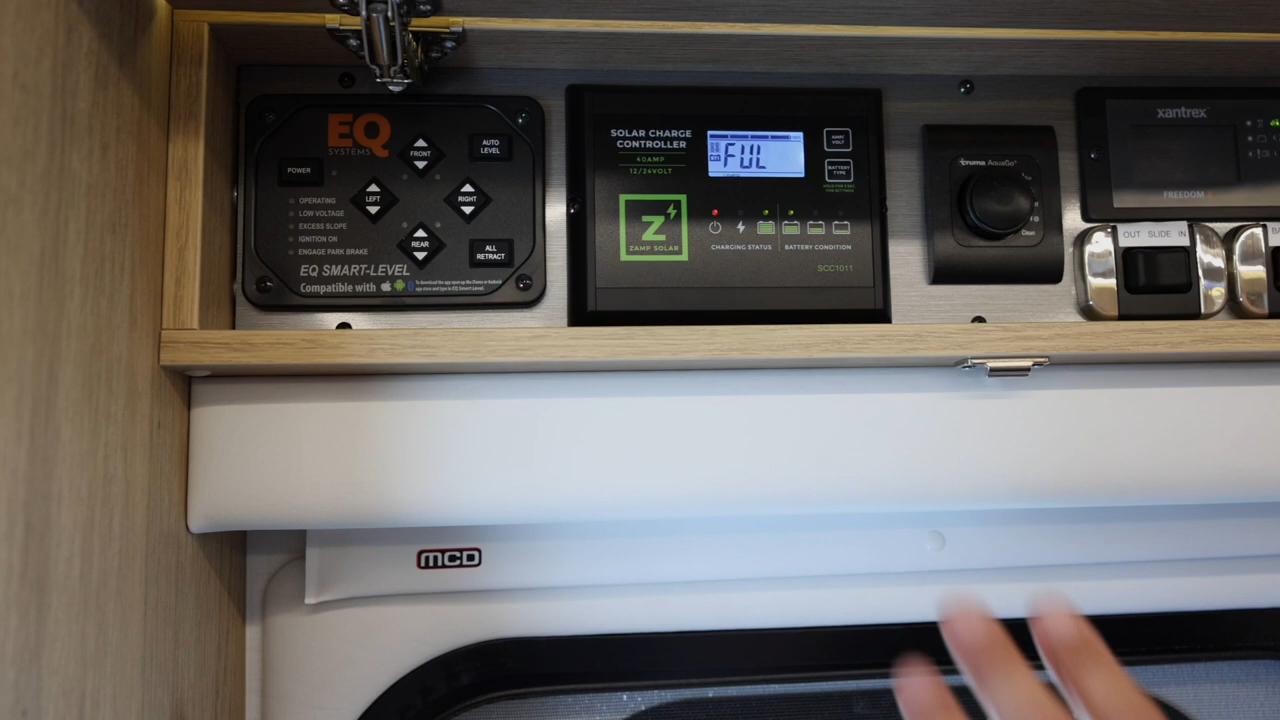 EQ
SYSTEMS
POWER
FRONT
AUTO
LEVEL
LEFT
RIGHT
REAR
ALL
RETRACT
OPERATING
LOW VOLTAGE
EXCESS SLOPE
IGNITION ON
ENGAGE PARK BRAKE
EQ SMART-LEVEL
Compatible with
SOLAR CHARGE
CONTROLLER
40AMP
12/24VOLT
FUL
AMP/
VOLT
BATTERY
TYPE
Z
ZAMP SOLAR
CHARGING STATUS
BATTERY CONDITION
SCC1011
truma AquaGo
Clean
xantrex
FREEDOM
OUT SLIDE IN
MCD